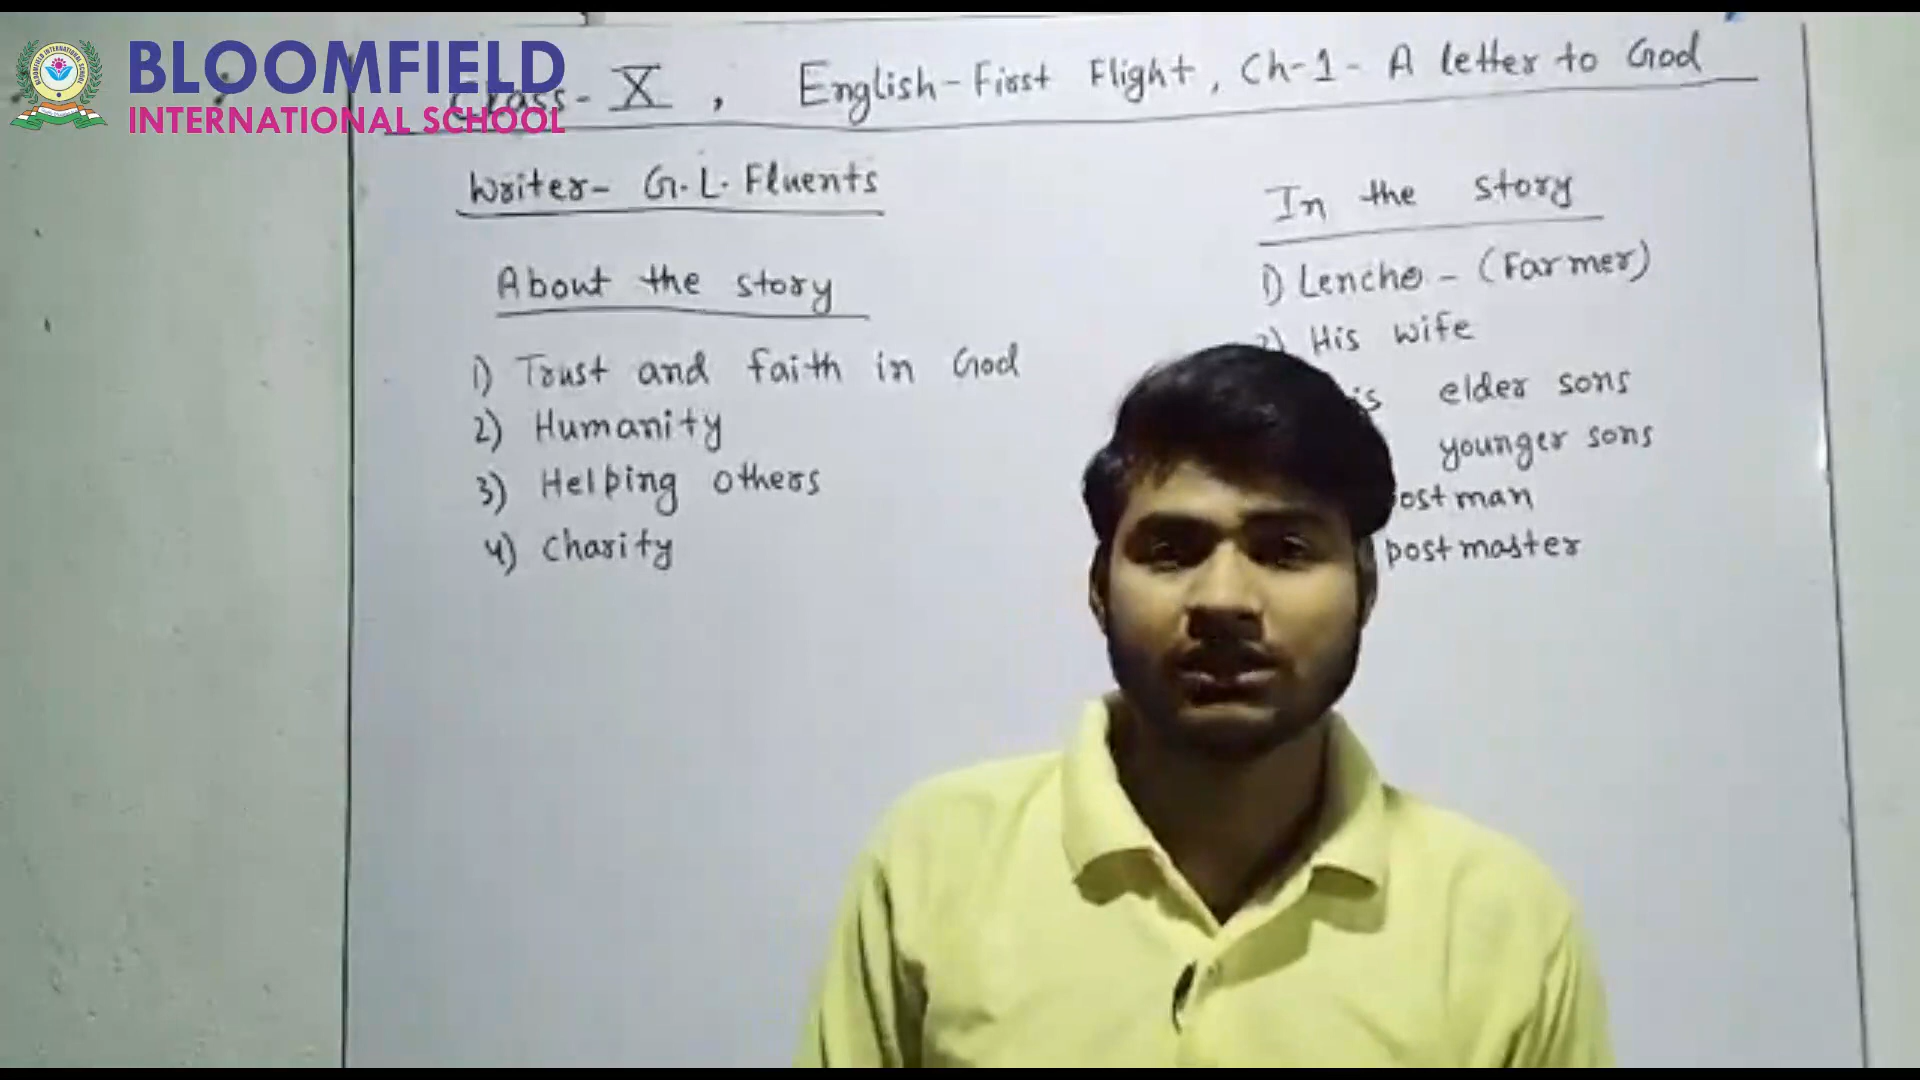 BLOOMFIELD
INTERNATIONAL SCHOOL
Class - X , English - First Flight, Ch-1 - A letter to God
Writer - G.L. Fluents
About the story
1) Trust and faith in God
2) Humanity
3) Helping others
4) Charity
In the story
1) Lencho - (Farmer)
2) His wife
elder sons
younger sons
postmaster